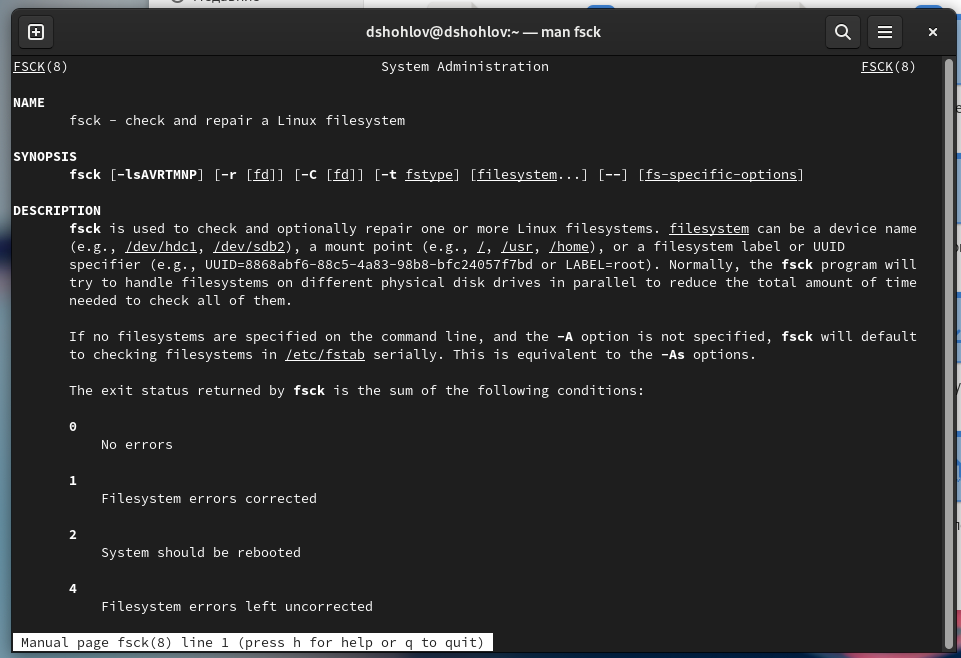 dshohlov@dshohlov:~ — man fsck
FSCK(8) System Administration FSCK(8)
NAME
fsck - check and repair a Linux filesystem
SYNOPSIS
fsck [-lsAVRTMNP] [-r [fd]] [-C [fd]] [-t fstype] [filesystem...] [--] [fs-specific-options]
DESCRIPTION
fsck is used to check and optionally repair one or more Linux filesystems. filesystem can be a device name
(e.g., /dev/hdc1, /dev/sdb2), a mount point (e.g., /, /usr, /home), or a filesystem label or UUID
specifier (e.g., UUID=8868abf6-88c5-4a83-98b8-bfc24057f7bd or LABEL=root). Normally, the fsck program will
try to handle filesystems on different physical disk drives in parallel to reduce the total amount of time
needed to check all of them.
If no filesystems are specified on the command line, and the -A option is not specified, fsck will default
to checking filesystems in /etc/fstab serially. This is equivalent to the -As options.
The exit status returned by fsck is the sum of the following conditions:
0
No errors
1
Filesystem errors corrected
2
System should be rebooted
4
Filesystem errors left uncorrected
Manual page fsck(8) line 1 (press h for help or q to quit)